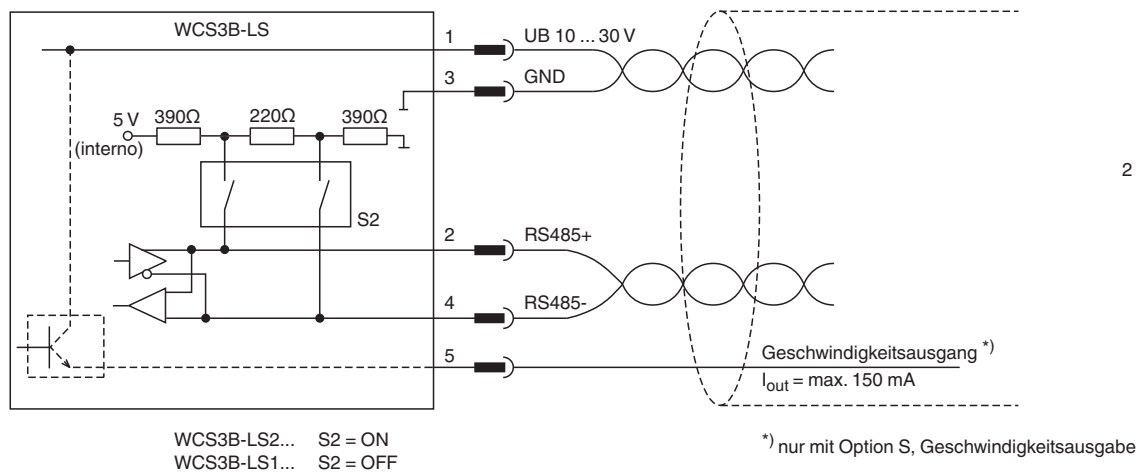 WCS3B-LS
1
UB 10 ... 30 V
3
GND
5 V
(interno)
390Ω
220Ω
390Ω
S2
2
2
RS485+
4
RS485-
5
Geschwindigkeitsausgang *)
Iout = max. 150 mA
WCS3B-LS2... S2 = ON
WCS3B-LS1... S2 = OFF
*) nur mit Option S, Geschwindigkeitsausgabe